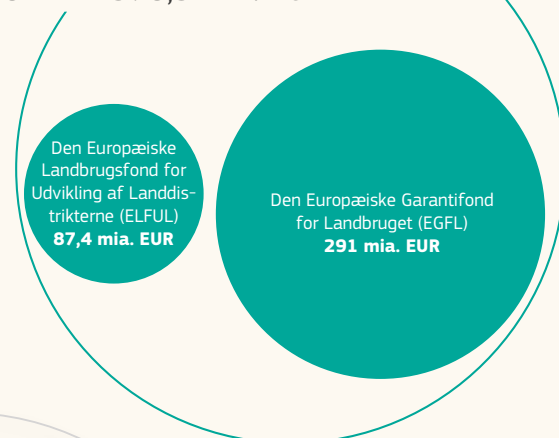 Den Europæiske
Landbrugsfond for
Udvikling af Landdis-
trikterne (ELFUL)
87,4 mia. EUR
Den Europæiske Garantifond
for Landbruget (EGFL)
291 mia. EUR